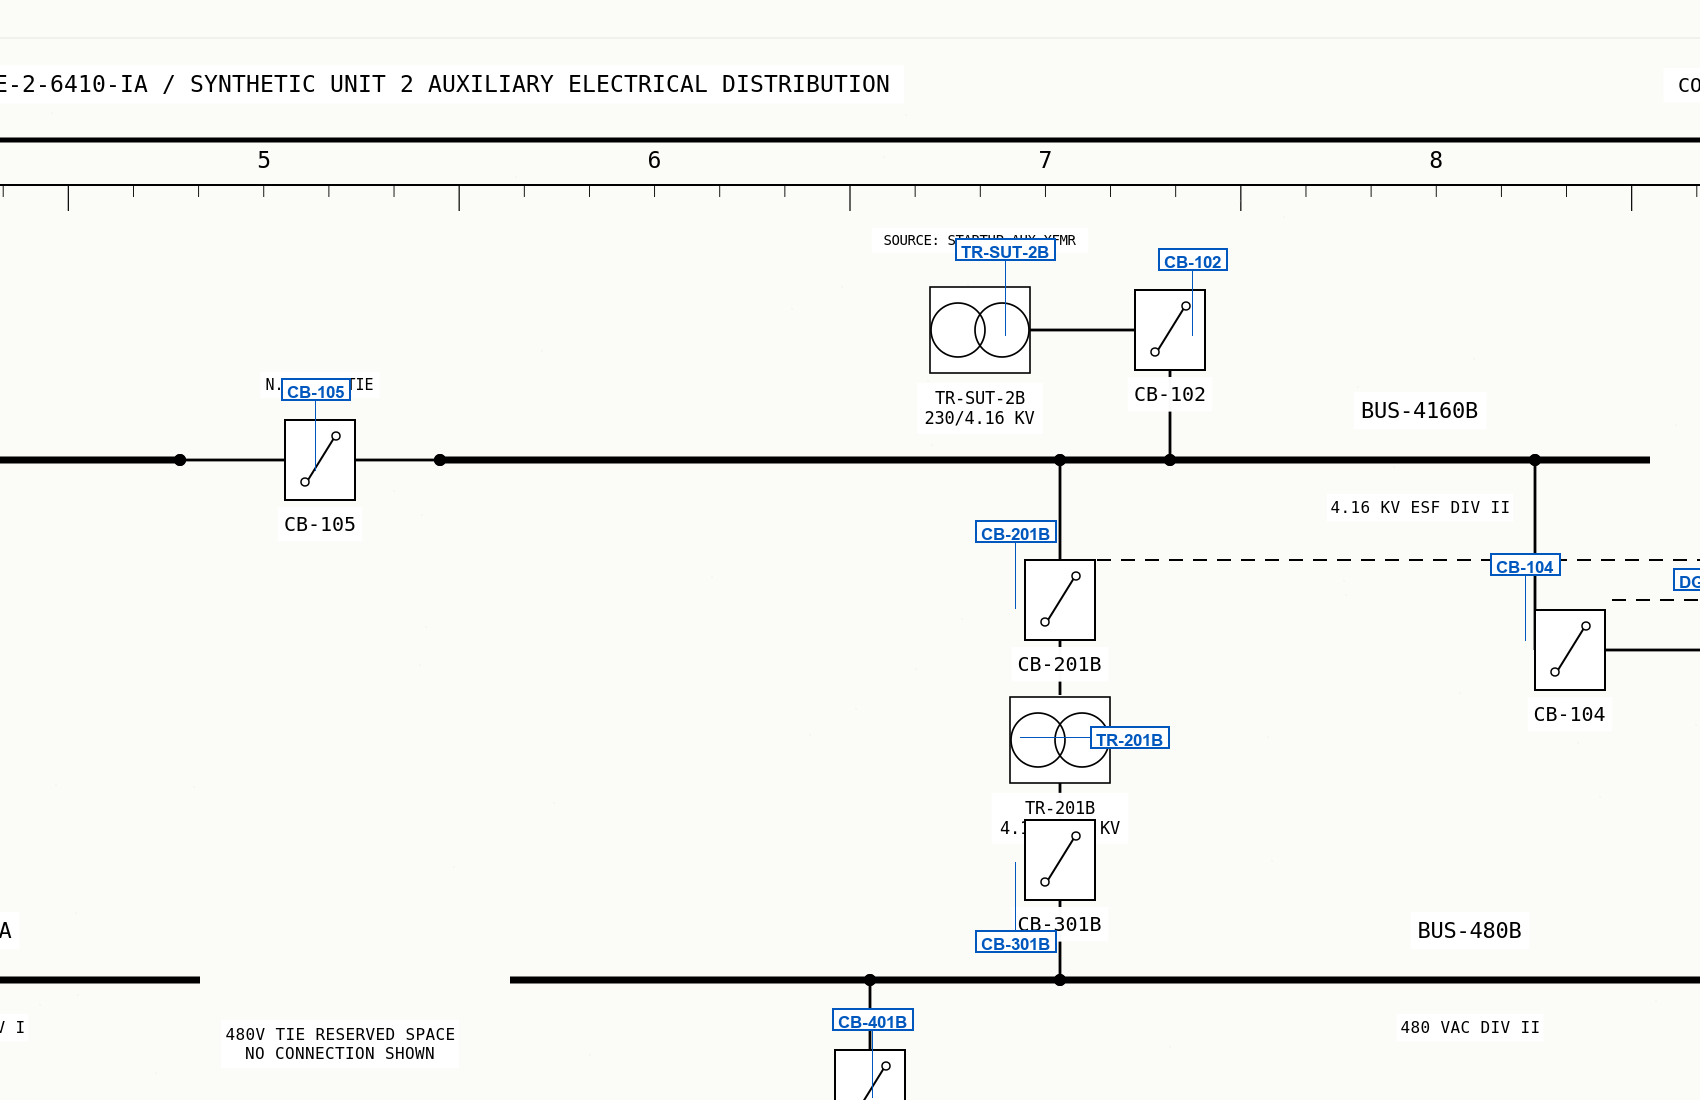 E-2-6410-IA / SYNTHETIC UNIT 2 AUXILIARY ELECTRICAL DISTRIBUTION
CO
5
6
7
8
SOURCE: XFMR
TR-SUT-2B
CB-102
TR-SUT-2B
230/4.16 KV
CB-102
BUS-4160B
TIE
CB-105
CB-105
4.16 KV ESF DIV II
CB-201B
CB-104
DG
CB-201B
CB-104
TR-201B
TR-201B
KV
CB-301B
CB-301B
A
BUS-480B
CB-401B
V I
480V TIE RESERVED SPACE
NO CONNECTION SHOWN
480 VAC DIV II